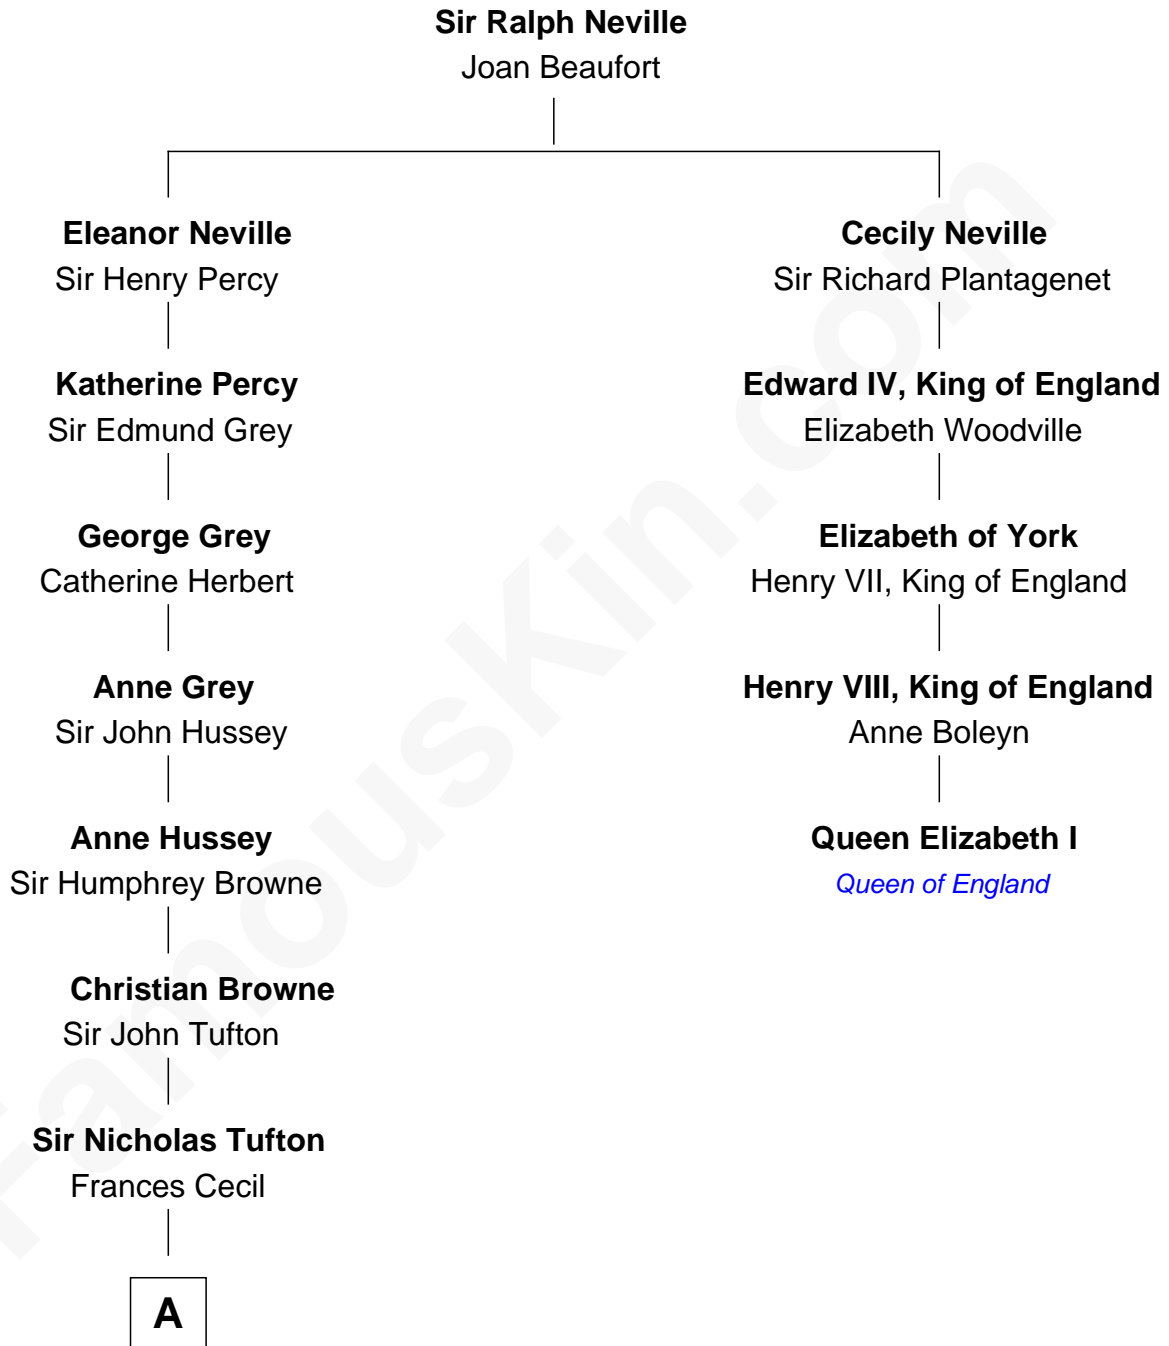 Sir Ralph Neville
Joan Beaufort
Eleanor Neville
Sir Henry Percy
Cecily Neville
Sir Richard Plantagenet
Katherine Percy
Sir Edmund Grey
Edward IV, King of England
Elizabeth Woodville
George Grey
Catherine Herbert
Elizabeth of York
Henry VII, King of England
Anne Grey
Sir John Hussey
Henry VIII, King of England
Anne Boleyn
Anne Hussey
Sir Humphrey Browne
Queen Elizabeth I
Queen of England
Christian Browne
Sir John Tufton
Sir Nicholas Tufton
Frances Cecil
A
FamousKin.com